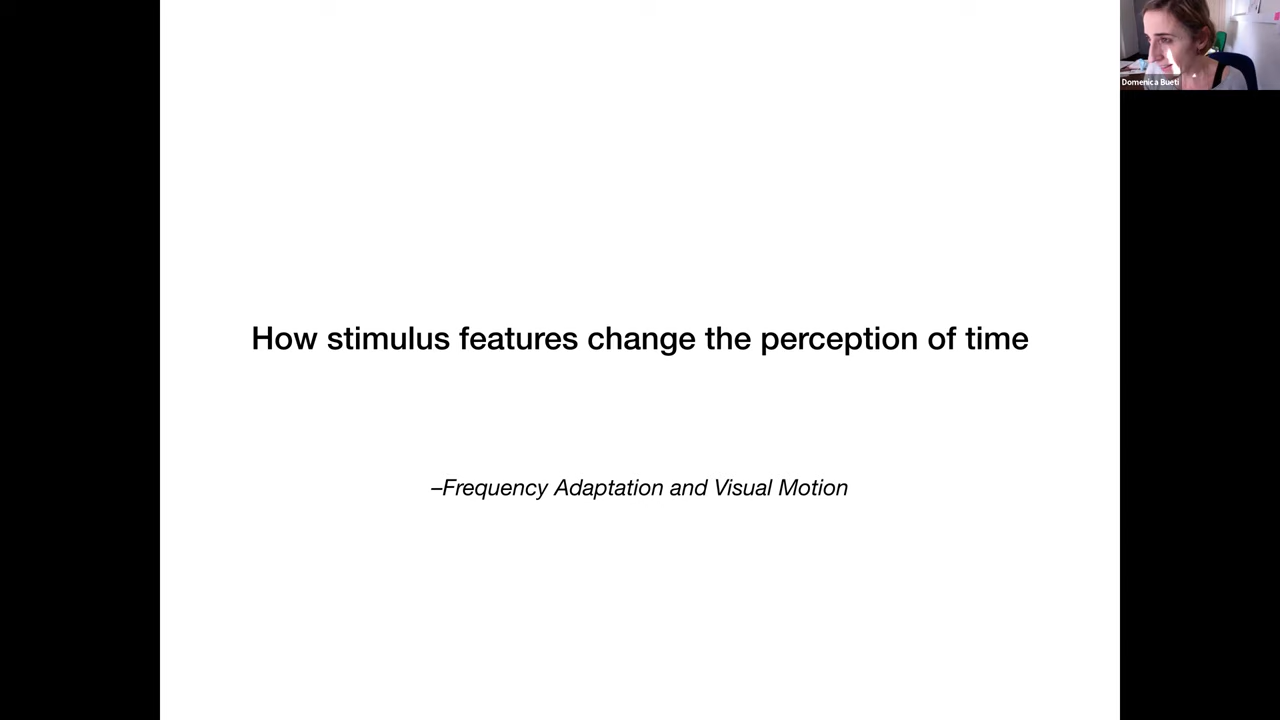 Domenica Bueti
How stimulus features change the perception of time
–Frequency Adaptation and Visual Motion